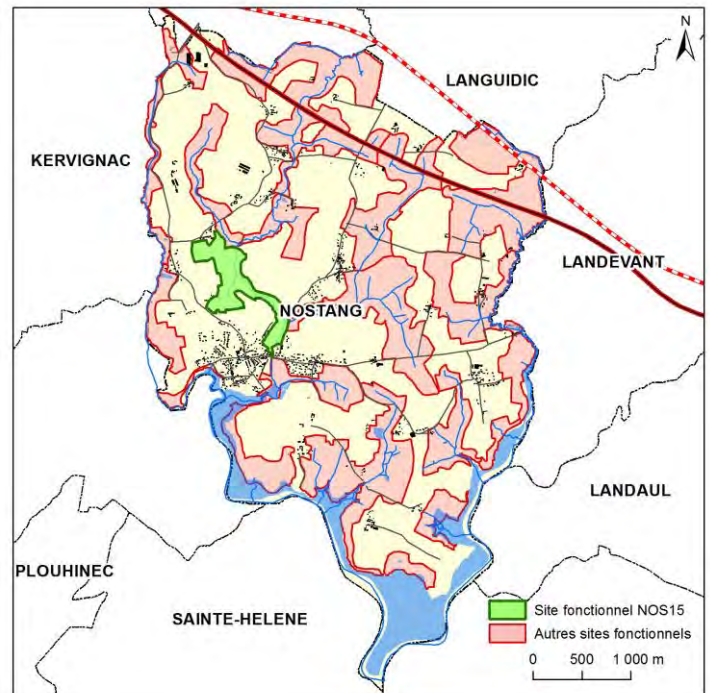 N
LANGUIDIC
KERVIGNAC
LANDEVANT
NOSTANG
LANDAUL
PLOUHINEC
SAINTE-HELENE
Site fonctionnel NOS15
Autres sites fonctionnels
0 500 1 000 m